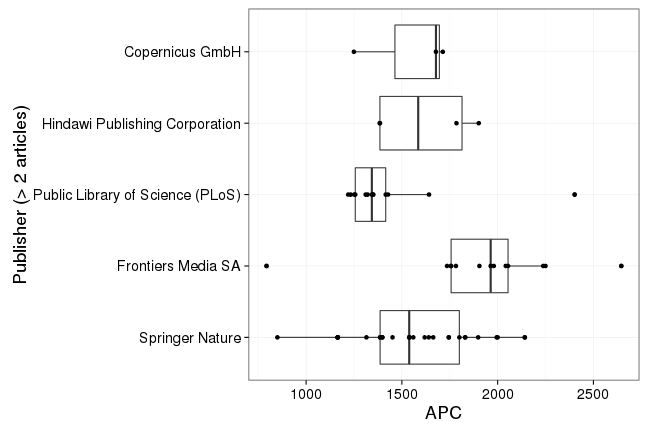 Copernicus GmbH
Hindawi Publishing Corporation
Public Library of Science (PLoS)
Frontiers Media SA
Springer Nature
Publisher (> 2 articles)
1000 1500 2000 2500
APC